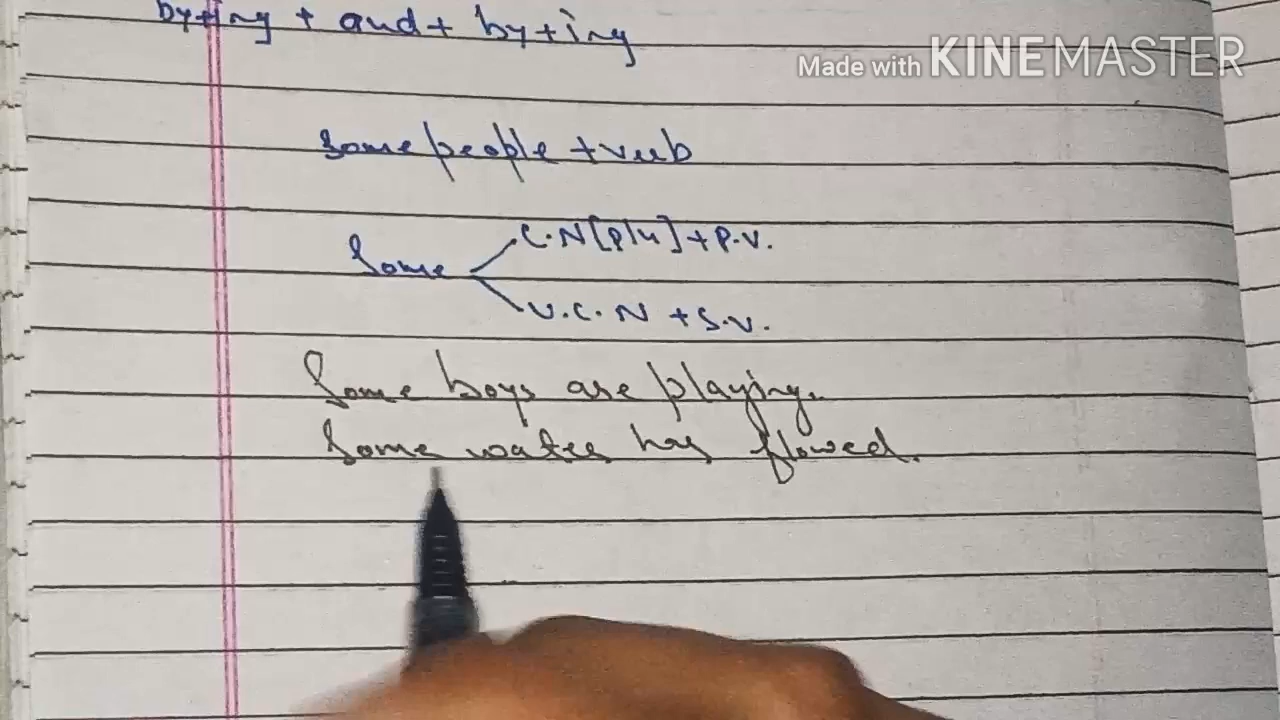 by+ing + and + by+ing
Made with KINEMASTER
Some people + verb
Some
C.N[plu] + P.V.
U.C.N + S.V.
Some boys are playing.
Some water has flowed.